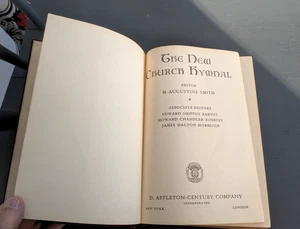 The New
Church Hymnal
EDITOR
H. AUGUSTINE SMITH
ASSOCIATE EDITORS
EDWARD SHIPPEN BARNES
HOWARD CHANDLER ROBBINS
JAMES DALTON MORRISON
D. APPLETON-CENTURY COMPANY
INCORPORATED
NEW YORK LONDON